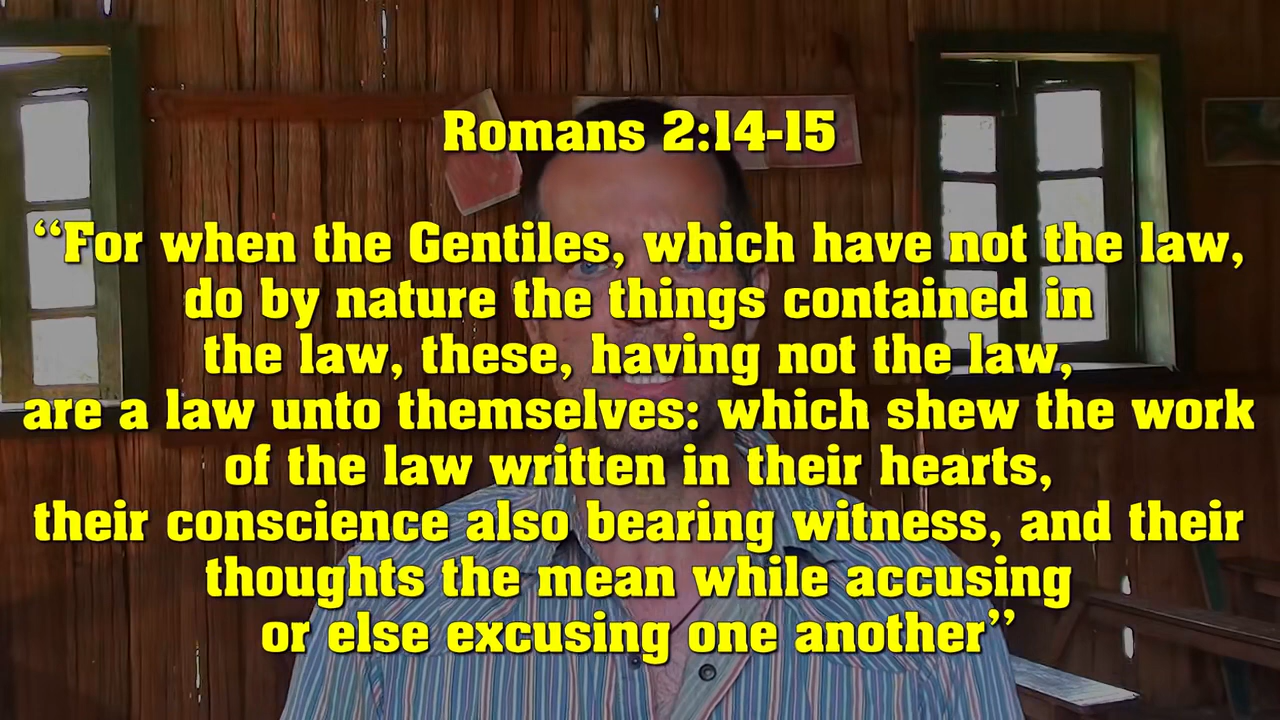 Romans 2:14-15
“For when the Gentiles, which have not the law,
do by nature the things contained in
the law, these, having not the law,
are a law unto themselves: which shew the work
of the law written in their hearts,
their conscience also bearing witness, and their
thoughts the mean while accusing
or else excusing one another”